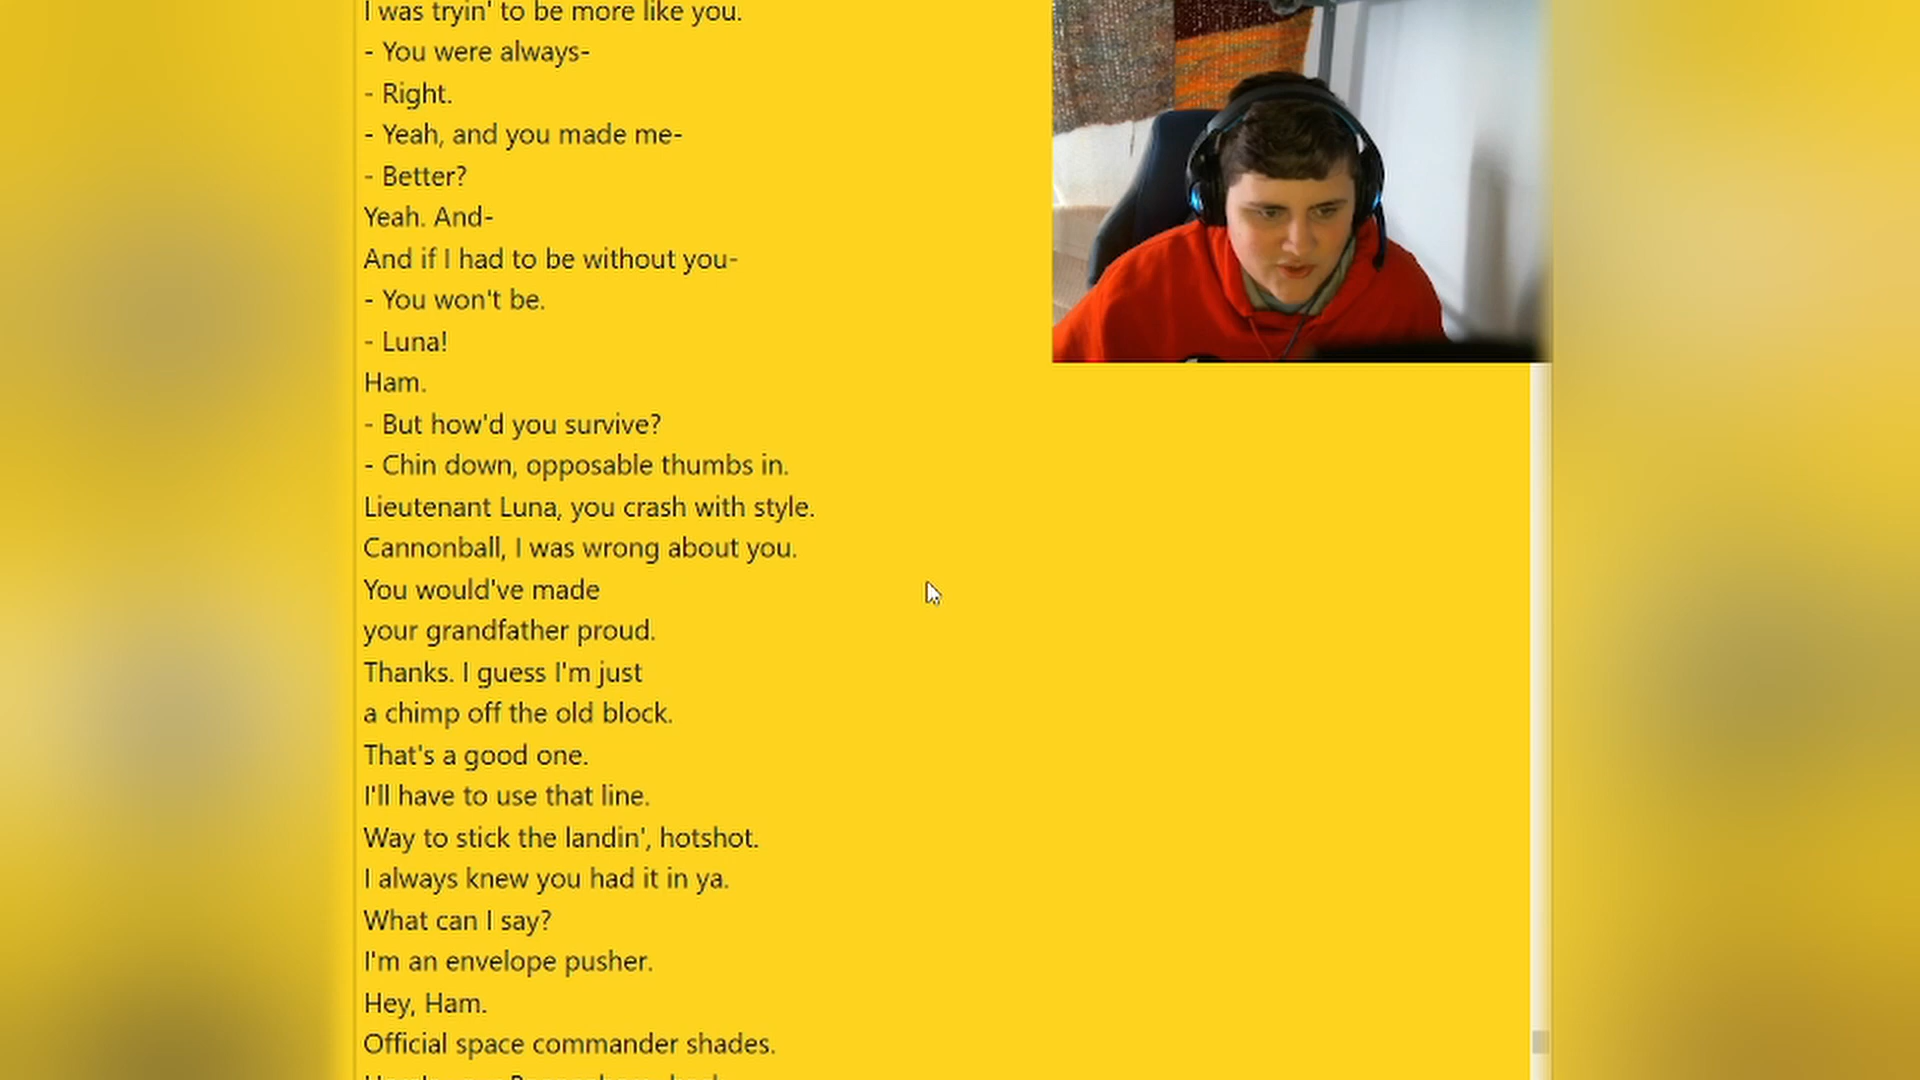 I was tryin' to be more like you.
- You were always-
- Right.
- Yeah, and you made me-
- Better?
Yeah. And-
And if I had to be without you-
- You won't be.
- Luna!
Ham.
- But how'd you survive?
- Chin down, opposable thumbs in.
Lieutenant Luna, you crash with style.
Cannonball, I was wrong about you.
You would've made
your grandfather proud.
Thanks. I guess I'm just
a chimp off the old block.
That's a good one.
I'll have to use that line.
Way to stick the landin', hotshot.
I always knew you had it in ya.
What can I say?
I'm an envelope pusher.
Hey, Ham.
Official space commander shades.